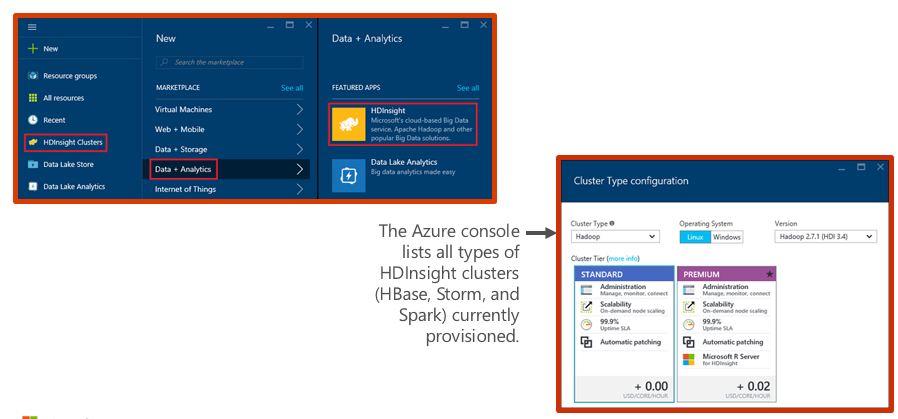 New
Resource groups
All resources
Recent
HDInsight Clusters
Data Lake Store
Data Lake Analytics
New
Search the marketplace
MARKETPLACE See all
Virtual Machines
Web + Mobile
Data + Storage
Data + Analytics
Internet of Things
Data + Analytics
FEATURED APPS See all
HDInsight
Microsoft's cloud-based Big Data
service. Apache Hadoop and other
popular Big Data solutions.
Data Lake Analytics
Big data analytics made easy
The Azure console
lists all types of
HDInsight clusters
(HBase, Storm, and
Spark) currently
provisioned.
Cluster Type configuration
Cluster Type Operating System Version
Hadoop Linux Windows Hadoop 2.7.1 (HDI 3.4)
Cluster Tier (more info)
STANDARD
Administration
Manage, monitor, connect
Scalability
On-demand node scaling
99.9%
Uptime SLA
Automatic patching
+ 0.00
USD/CORE/HOUR
PREMIUM
Administration
Manage, monitor, connect
Scalability
On-demand node scaling
99.9%
Uptime SLA
Automatic patching
Microsoft R Server
for HDInsight
+ 0.02
USD/CORE/HOUR